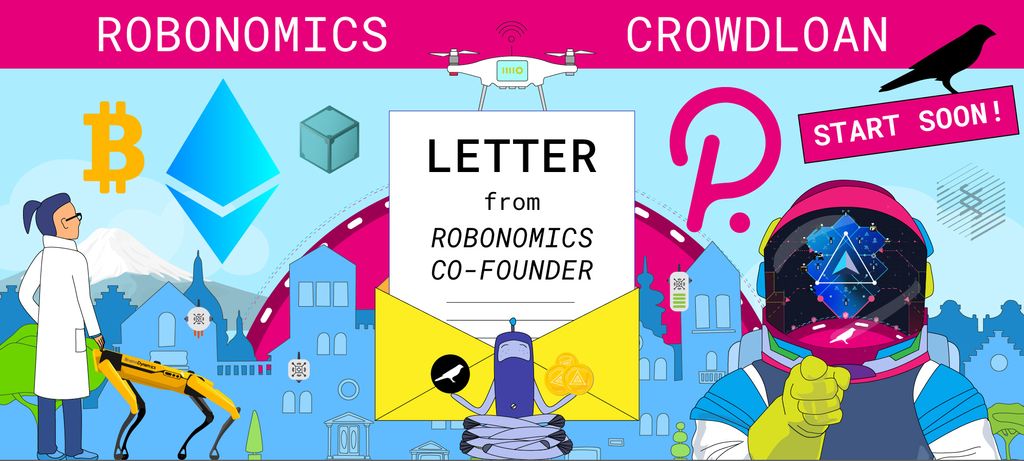 ROBONOMICS
CROWDLOAN
START SOON!
LETTER
from
ROBONOMICS
CO-FOUNDER